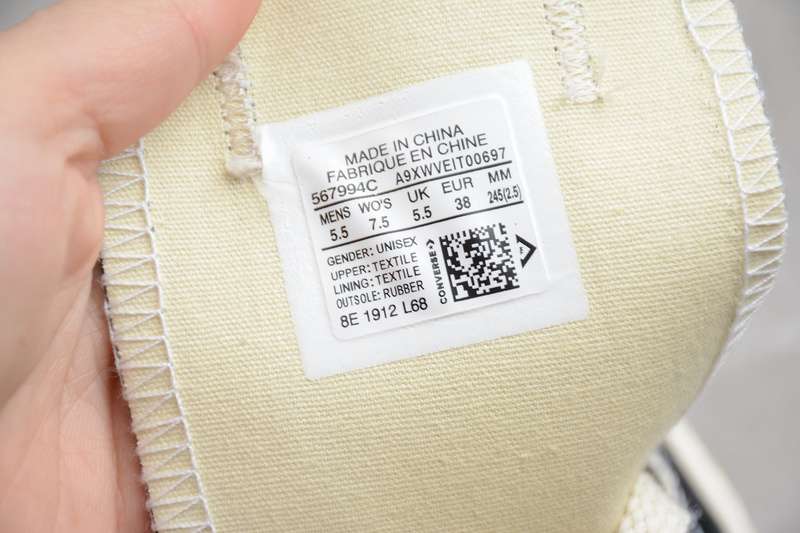 MADE IN CHINA
FABRIQUE EN CHINE
567994C A9XWVEIT00697
MENS WO'S UK EUR MM
5.5 7.5 5.5 38 245(2.5)
GENDER: UNISEX
UPPER: TEXTILE
LINING: TEXTILE
OUTSOLE: RUBBER
8E 1912 L68
CONVERSE